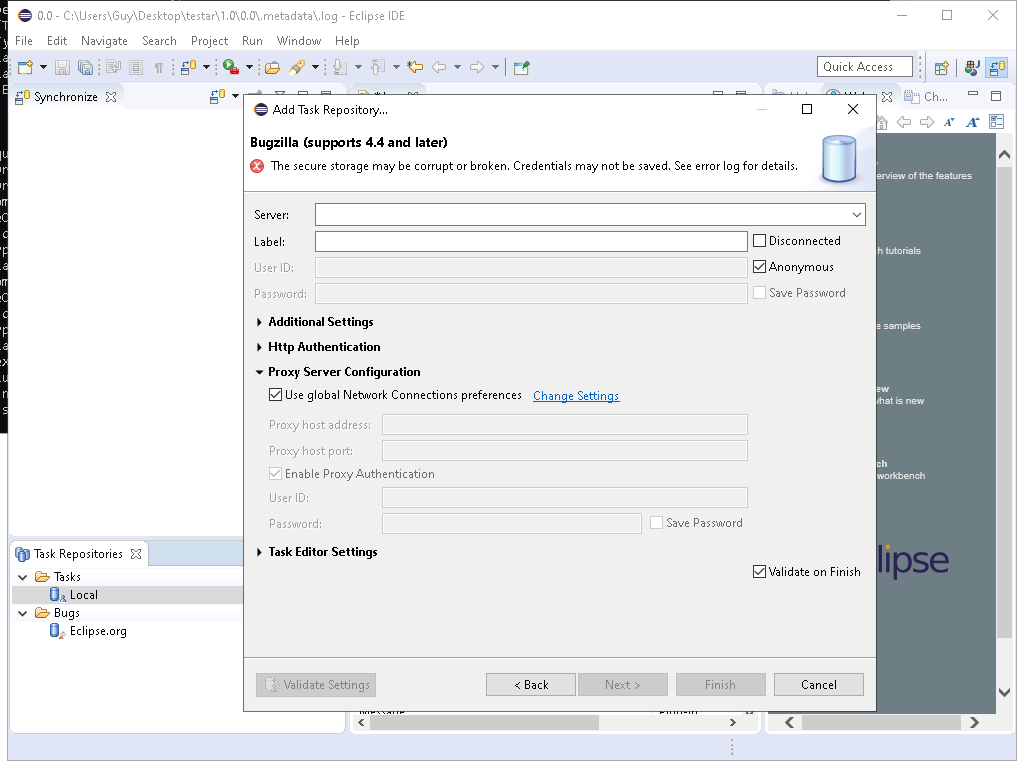 0.0 - C:\Users\Guy\Desktop\testar\1.0\0.0\.metadata\.log - Eclipse IDE
File Edit Navigate Search Project Run Window Help
Quick Access
Synchronize
Ch...
Add Task Repository...
Bugzilla (supports 4.4 and later)
The secure storage may be corrupt or broken. Credentials may not be saved. See error log for details.
erview of the features
Server:
Label:
Disconnected
h tutorials
User ID:
Anonymous
Password:
Save Password
Additional Settings
e samples
Http Authentication
Proxy Server Configuration
ew
Use global Network Connections preferences Change Settings
what is new
Proxy host address:
Proxy host port:
ch
Enable Proxy Authentication
workbench
User ID:
Password:
Save Password
Task Editor Settings
Task Repositories
clipse
Validate on Finish
Tasks
Local
Bugs
Eclipse.org
Validate Settings
< Back
Next >
Finish
Cancel
Message